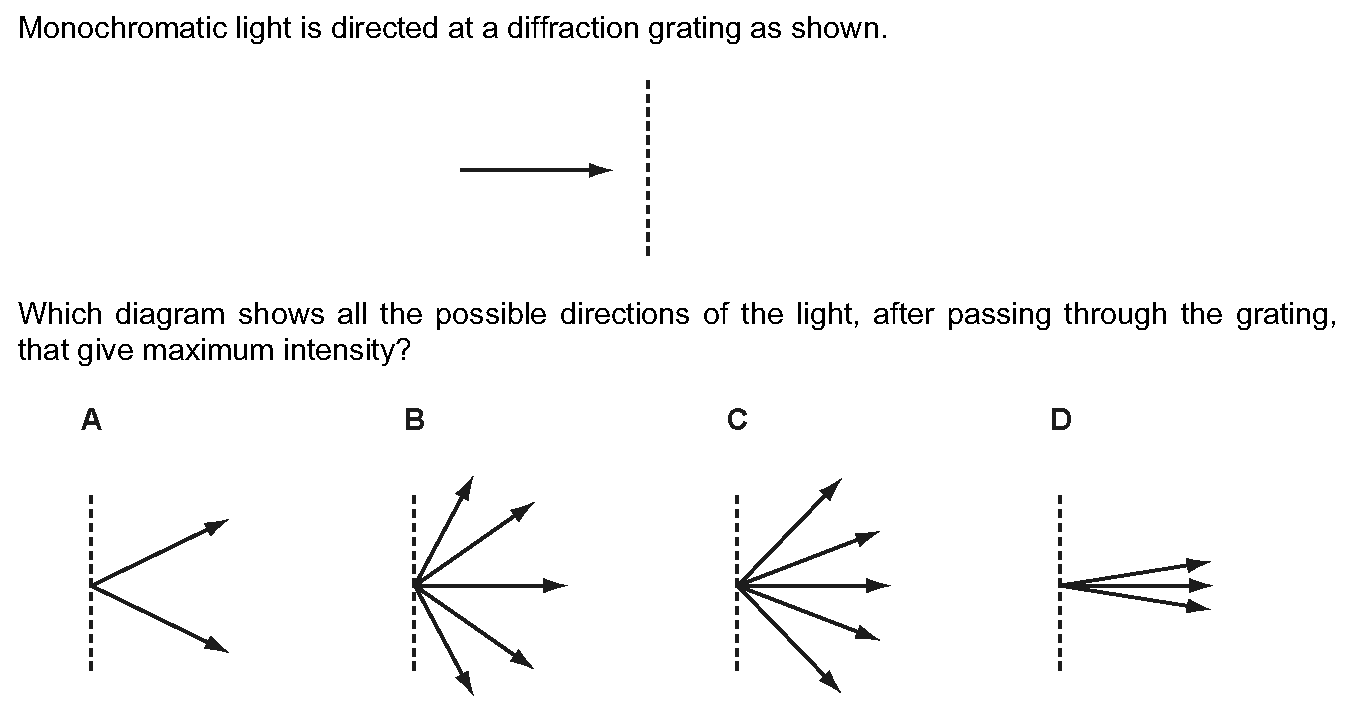 Monochromatic light is directed at a diffraction grating as shown.
Which diagram shows all the possible directions of the light, after passing through the grating,
that give maximum intensity?
A B C D